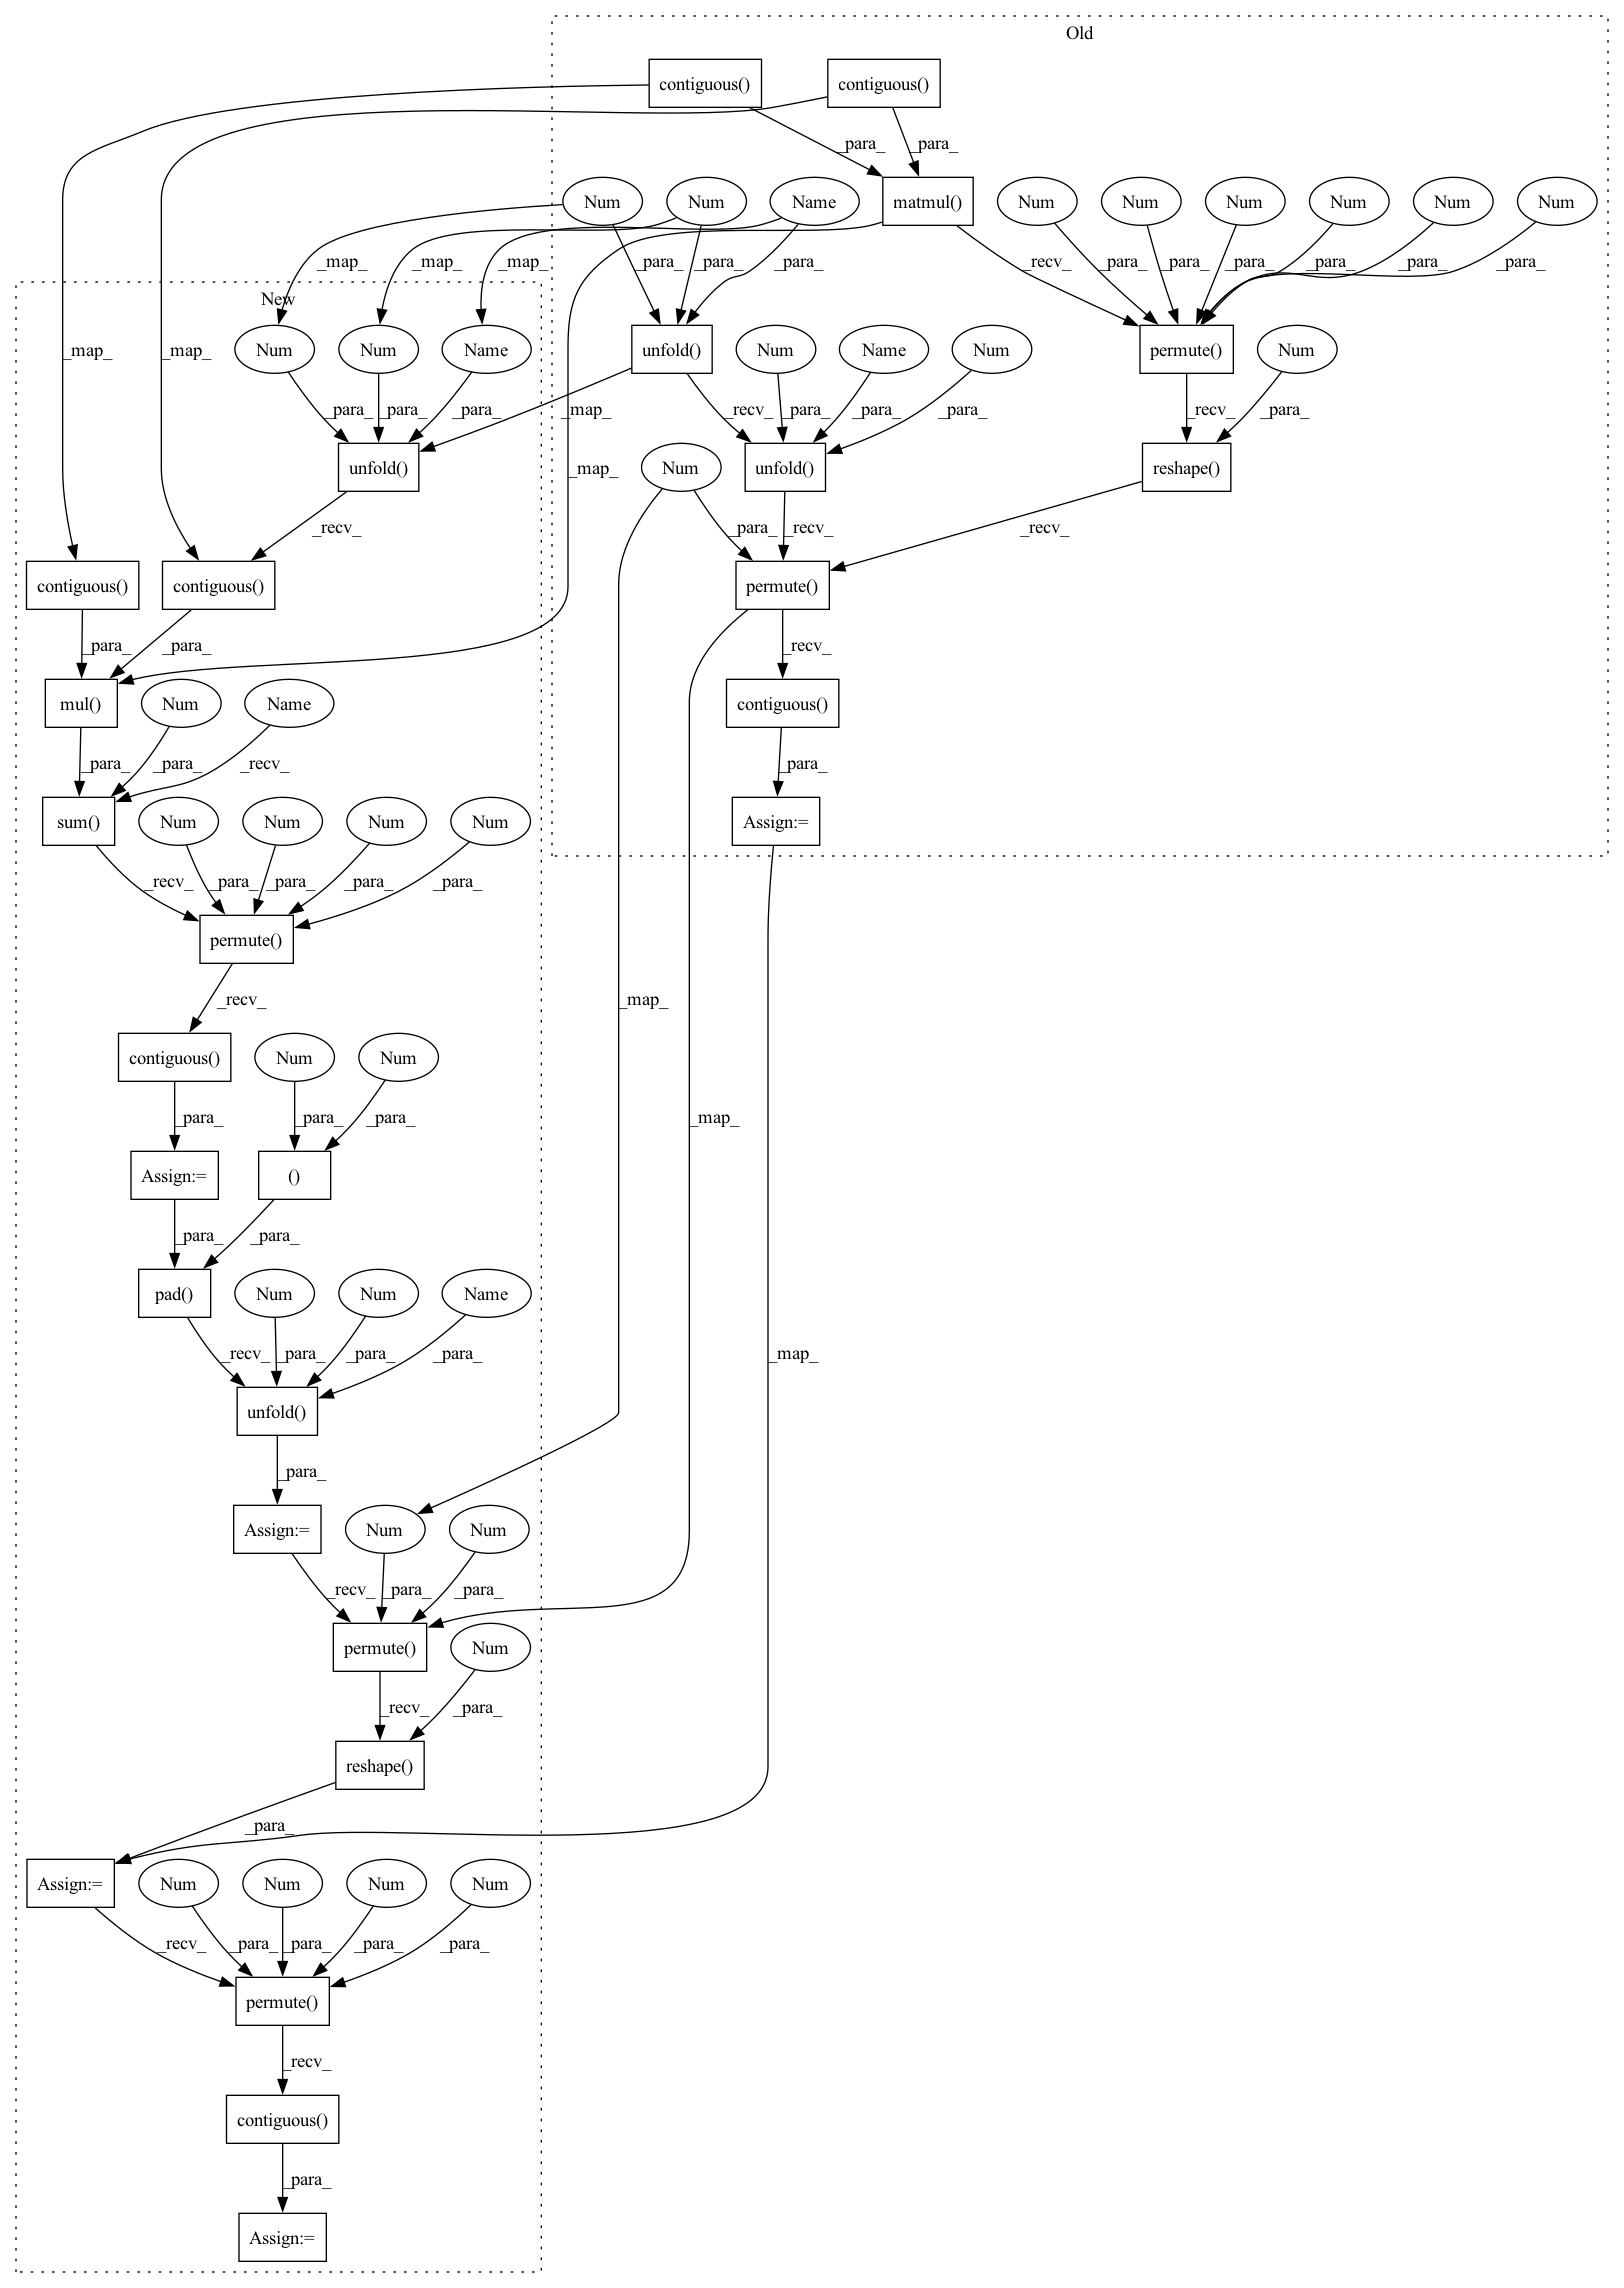 Old
contiguous() contiguous()
_para_ _para_
Num Num Name matmul() Num Num Num Num Num Num
_map_ _map_ _map_ _para_ _para_ _para_ _recv_ _para_ _para_ _para_ _para_ _para_ _para_
New
_map_ _map_ Num Num Name unfold() Num Name Num permute() Num
_para_ _para_ _para_ _map_ _recv_ _para_ _para_ _para_ _recv_ _para_
unfold() _map_ Num unfold() reshape()
_recv_ _para_ _recv_ _recv_
contiguous() contiguous() permute()
_para_ _para_ _recv_
mul() Num Name contiguous()
_para_ _para_ _recv_ _para_
sum() Num Num Num Num Assign:=
_recv_ _para_ _para_ _para_ _para_
permute()
_recv_ _map_
contiguous() Num Num
_para_ _para_ _para_ _map_
Assign:= ()
_para_ _para_
pad() Num Num Name
_recv_ _para_ _para_ _para_ _map_
unfold()
_para_
Assign:= Num Num
_recv_ _para_ _para_
permute() Num
_recv_ _para_
reshape()
_para_
Assign:= Num Num Num Num
_recv_ _para_ _para_ _para_ _para_
permute()
_recv_
contiguous()
_para_
Assign:=